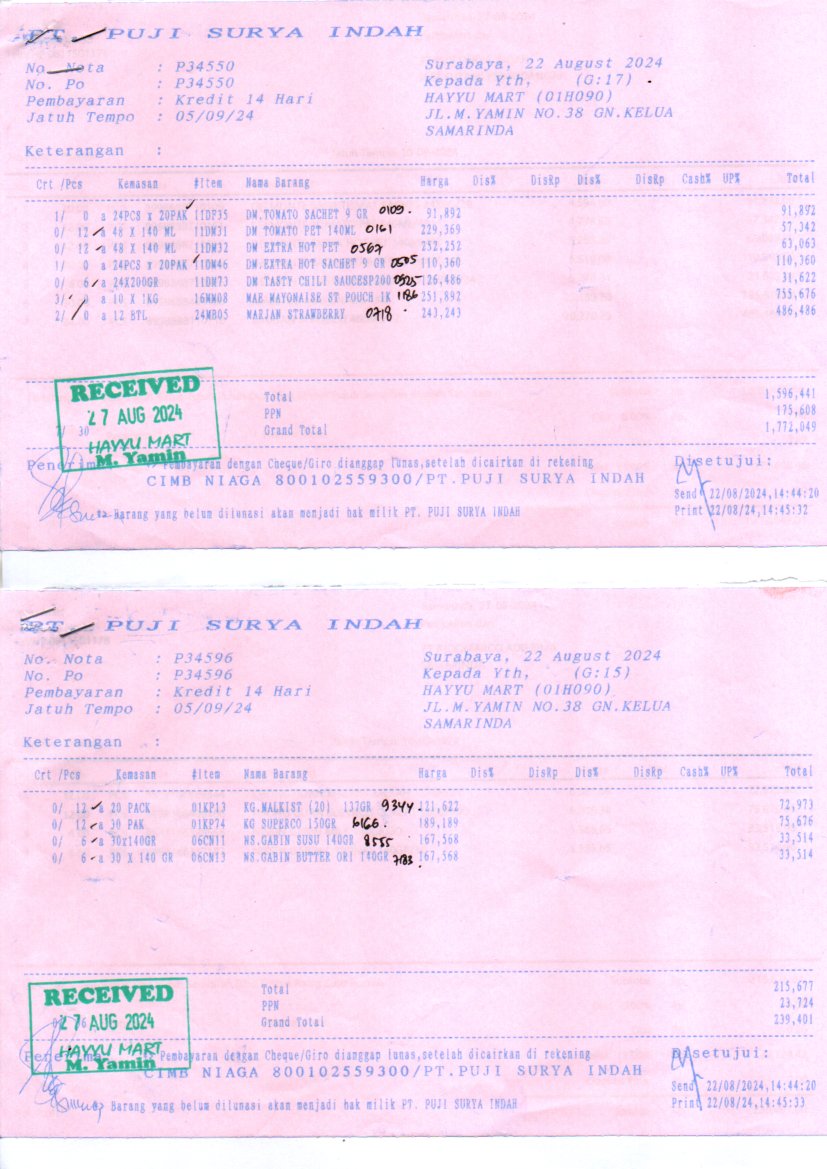 PT. PUJI SURYA INDAH
No. Nota : P34550
No. Po : P34550
Pembayaran : Kredit 14 Hari
Jatuh Tempo : 05/09/24
Surabaya, 22 August 2024
Kepada Yth, (G:17)
HAYYU MART (01H090)
JL.M.YAMIN NO.38 GN.KELUA
SAMARINDA
Keterangan :
Crt /Pcs Kemasan #Item Nama Barang Harga Dis% DisRp Dis% DisRp Cash% UP% Total
1/ 0 a 24PCS x 20PAK 11DF35 DM.TOMATO SACHET 9 GR 0109. 91,892 91,892
0/ 12 a 48 X 140 ML 11DM31 DM TOMATO PET 140ML 0161 229,369 57,342
0/ 12 a 48 X 140 ML 11DM32 DM EXTRA HOT PET 0567 252,252 63,063
1/ 0 a 24PCS x 20PAK 11DM46 DM.EXTRA HOT SACHET 9 GR 0505 110,360 110,360
0/ 6 a 24X200GR 11DM73 DM TASTY CHILI SAUCESP200 0525 126,486 31,622
3/ 0 a 10 X 1KG 16MM08 MAE MAYONAISE ST POUCH 1K 1186 251,892 755,676
2/ 0 a 12 BTL 24MB05 MARJAN STRAWBERRY 0718 243,243 486,486
Total 1,596,441
PPN 175,608
30 Grand Total 1,772,049
RECEIVED
27 AUG 2024
HAYYU MART
M. Yamin
Penerima Pembayaran dengan Cheque/Giro dianggap lunas,setelah dicairkan di rekening Disetujui:
CIMB NIAGA 800102559300/PT.PUJI SURYA INDAH
Send 22/08/2024,14:44:20
Barang yang belum dilunasi akan menjadi hak milik PT. PUJI SURYA INDAH Print 22/08/24,14:45:32
PT. PUJI SURYA INDAH
No. Nota : P34596
No. Po : P34596
Pembayaran : Kredit 14 Hari
Jatuh Tempo : 05/09/24
Surabaya, 22 August 2024
Kepada Yth, (G:15)
HAYYU MART (01H090)
JL.M.YAMIN NO.38 GN.KELUA
SAMARINDA
Keterangan :
Crt /Pcs Kemasan #Item Nama Barang Harga Dis% DisRp Dis% DisRp Cash% UP% Total
0/ 12 a 20 PACK 01KP13 KG.MALKIST (20) 137GR 9344. 121,622 72,973
0/ 12 a 30 PAK 01KP74 KG SUPERCO 150GR 6166. 189,189 75,676
0/ 6 a 30x140GR 06CN11 NS.GABIN SUSU 140GR 8555 167,568 33,514
0/ 6 a 30 X 140 GR 06CN13 NS.GABIN BUTTER ORI 140GR 7183. 167,568 33,514
Total 215,677
PPN 23,724
Grand Total 239,401
RECEIVED
27 AUG 2024
HAYYU MART
M. Yamin
Penerima Pembayaran dengan Cheque/Giro dianggap lunas,setelah dicairkan di rekening Disetujui:
CIMB NIAGA 800102559300/PT.PUJI SURYA INDAH
Send 22/08/2024,14:44:20
Barang yang belum dilunasi akan menjadi hak milik PT. PUJI SURYA INDAH Print 22/08/24,14:45:33